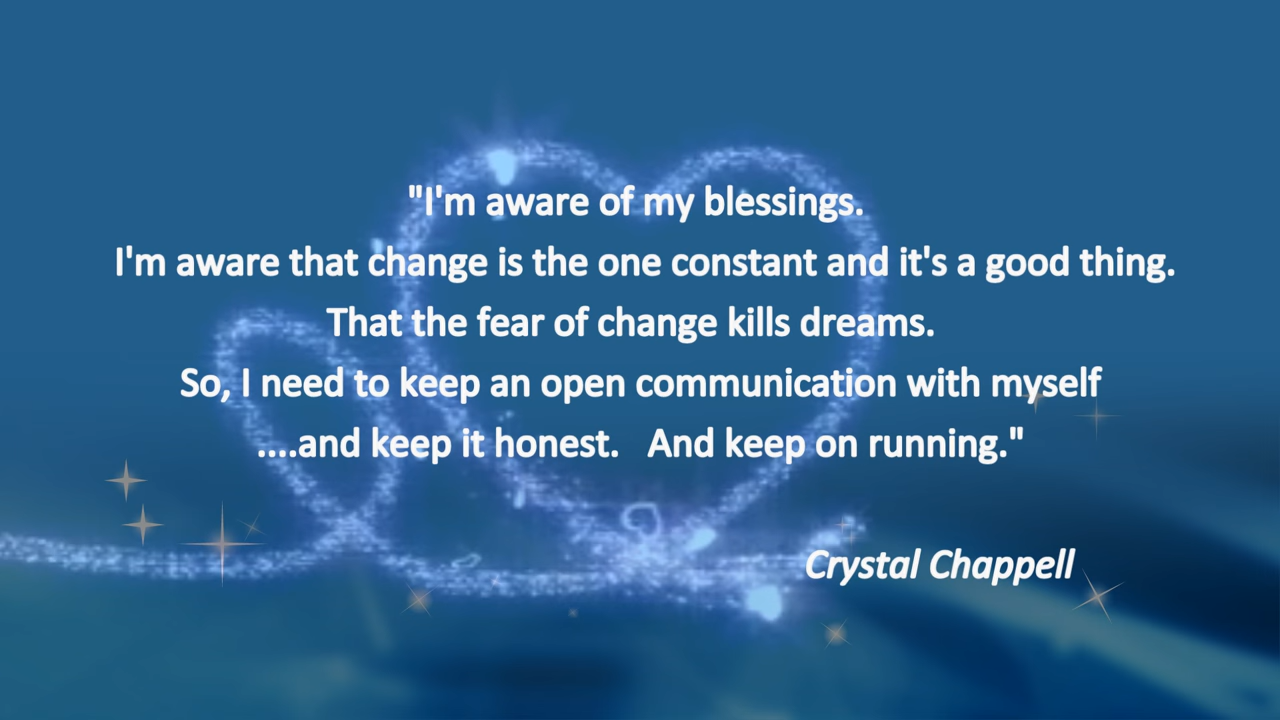 "I'm aware of my blessings.
I'm aware that change is the one constant and it's a good thing.
That the fear of change kills dreams.
So, I need to keep an open communication with myself
....and keep it honest.   And keep on running."
Crystal Chappell